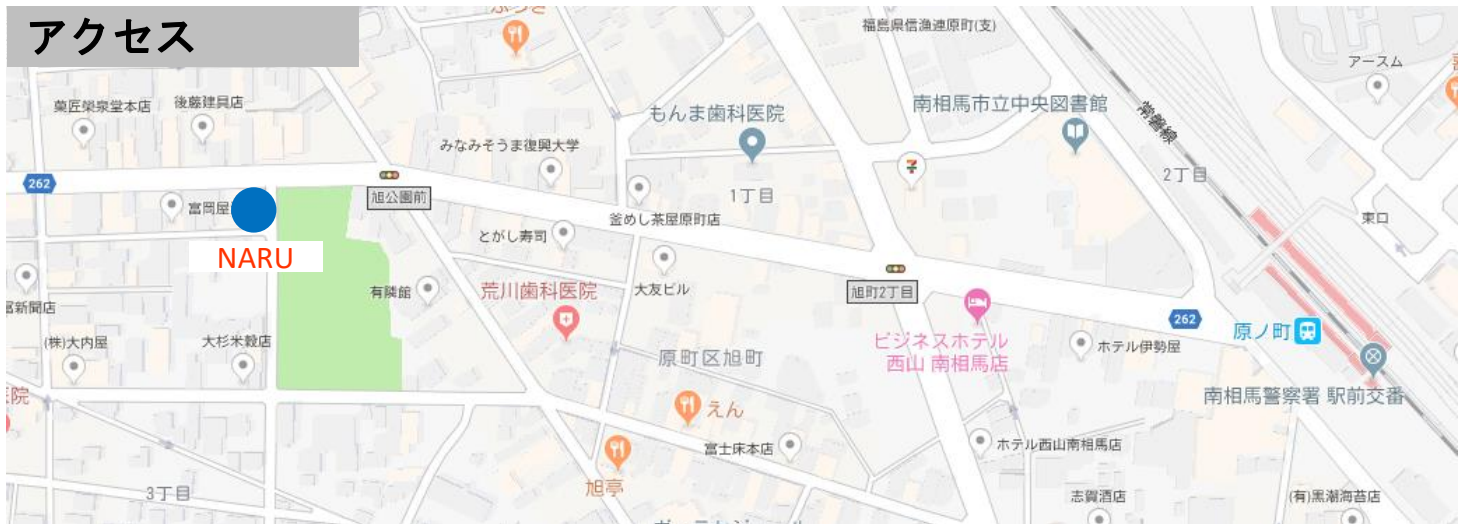 アクセス
福島県信漁連原町(支)
アースム
菓匠榮泉堂本店
後藤建具店
もんま歯科医院
南相馬市立中央図書館
常磐線
みなみそうま復興大学
2丁目
262
旭公園前
1丁目
富岡屋
釜めし茶屋原町店
東口
とがし寿司
NARU
有隣館
荒川歯科医院
大友ビル
旭町2丁目
262
新聞店
(株)大内屋
大杉米穀店
原町区旭町
ビジネスホテル
西山 南相馬店
ホテル伊勢屋
原ノ町
南相馬警察署 駅前交番
医院
えん
富士床本店
ホテル西山南相馬店
旭亭
3丁目
志賀酒店
(有)黒潮海苔店